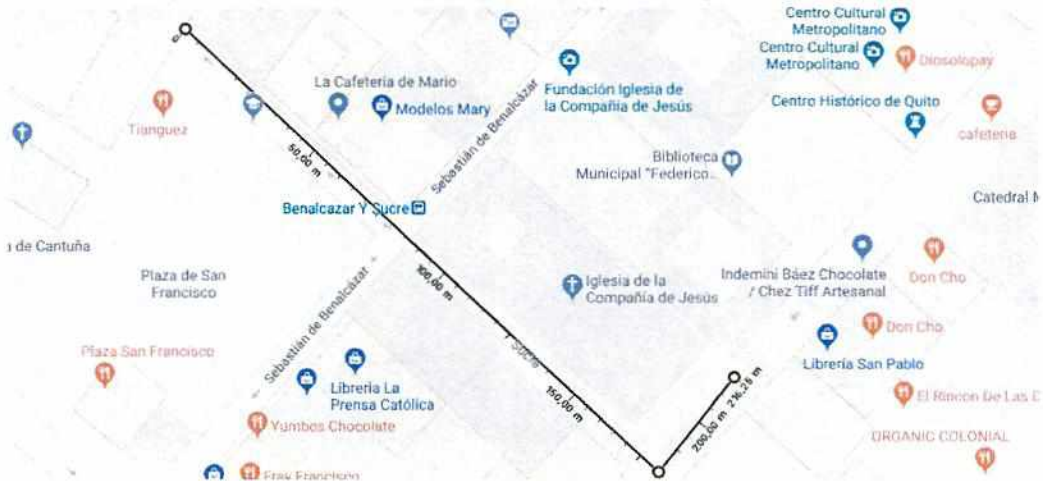 Centro Cultural
Metropolitano
Centro Cultural
Metropolitano
Diosolopay
La Cafeteria de Mario
Modelos Mary
Tianguez
Fundación Iglesia de
la Compañía de Jesús
Centro Histórico de Quito
cafeteria
Sebastián de Benalcázar
50,00 m
Biblioteca
Municipal "Federico...
Benalcazar Y Sucre
Catedral M
a de Cantuña
Plaza de San
Francisco
100,00 m
Iglesia de la
Compañía de Jesús
Indemini Báez Chocolate
/ Chez Tiff Artesanal
Don Cho
Sebastián de Benalcázar
Don Cho
Plaza San Francisco
Sucre
Librería San Pablo
Librería La
Prensa Católica
150,00 m
216,25 m
200,00 m
El Rincon De Las
Yumbos Chocolate
ORGANIC COLONIAL
Fray Francisco